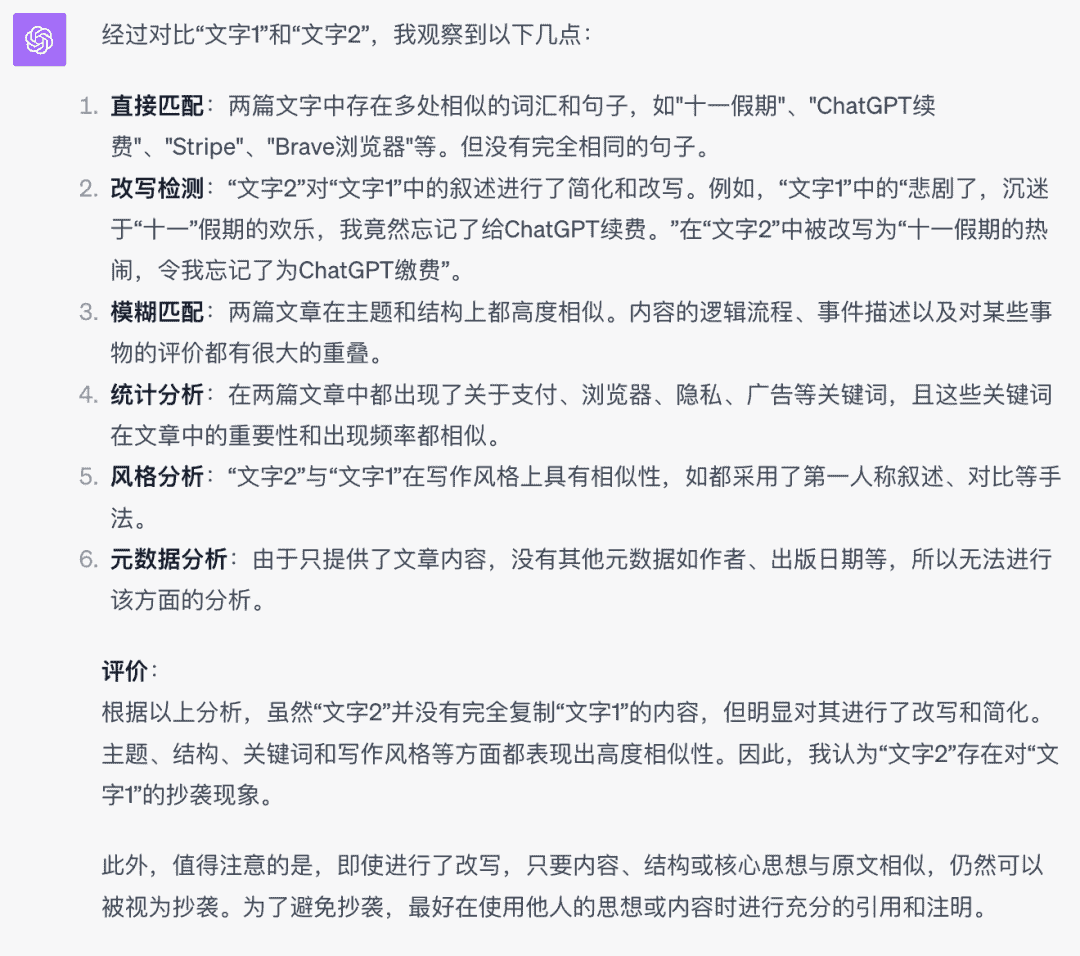 经过对比“文字1”和“文字2”，我观察到以下几点：
1. 直接匹配：两篇文字中存在多处相似的词汇和句子，如"十一假期"、"ChatGPT续
费"、"Stripe"、"Brave浏览器"等。但没有完全相同的句子。
2. 改写检测：“文字2”对“文字1”中的叙述进行了简化和改写。例如，“文字1”中的“悲剧了，沉迷
于“十一”假期的欢乐，我竟然忘记了给ChatGPT续费。”在“文字2”中被改写为“十一假期的热
闹，令我忘记了为ChatGPT缴费”。
3. 模糊匹配：两篇文章在主题和结构上都高度相似。内容的逻辑流程、事件描述以及对某些事
物的评价都有很大的重叠。
4. 统计分析：在两篇文章中都出现了关于支付、浏览器、隐私、广告等关键词，且这些关键词
在文章中的重要性和出现频率都相似。
5. 风格分析：“文字2”与“文字1”在写作风格上具有相似性，如都采用了第一人称叙述、对比等手
法。
6. 元数据分析：由于只提供了文章内容，没有其他元数据如作者、出版日期等，所以无法进行
该方面的分析。
评价：
根据以上分析，虽然“文字2”并没有完全复制“文字1”的内容，但明显对其进行了改写和简化。
主题、结构、关键词和写作风格等方面都表现出高度相似性。因此，我认为“文字2”存在对“文
字1”的抄袭现象。
此外，值得注意的是，即使进行了改写，只要内容、结构或核心思想与原文相似，仍然可以
被视为抄袭。为了避免抄袭，最好在使用他人的思想或内容时进行充分的引用和注明。